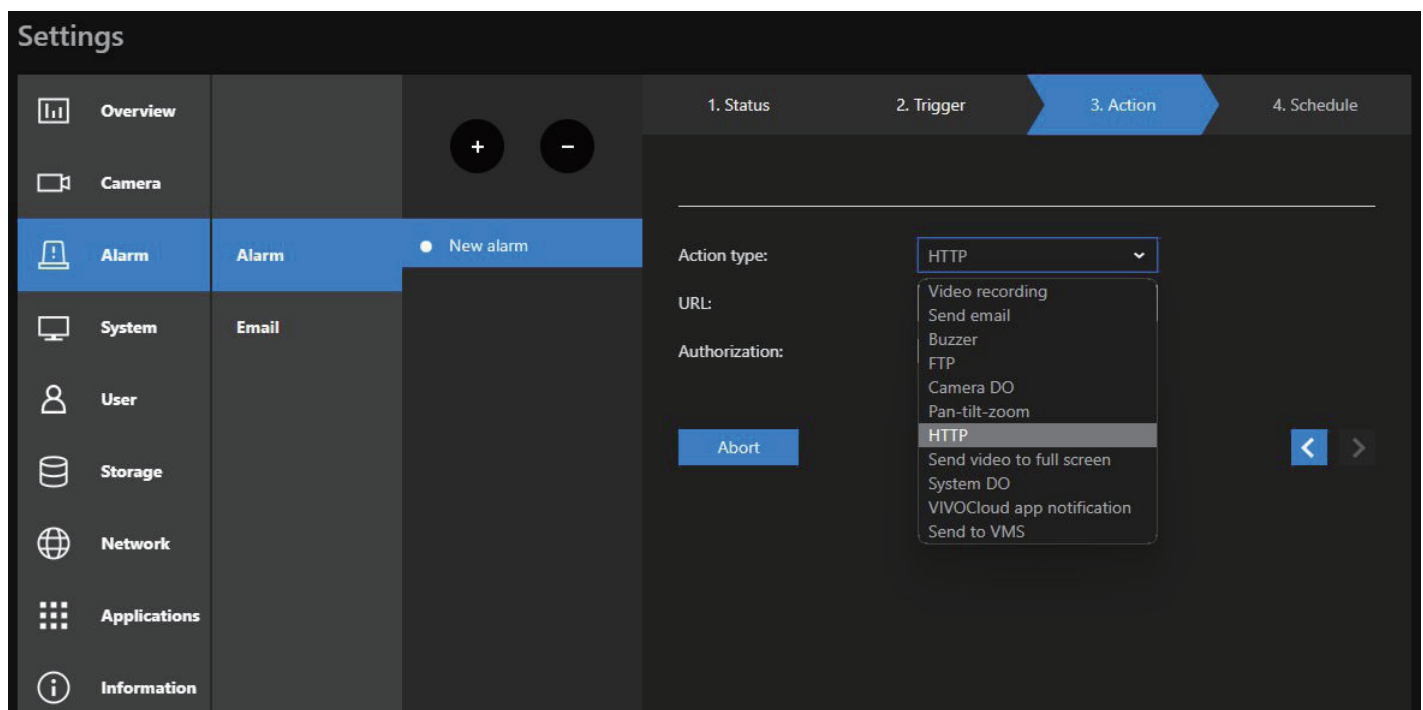 Settings
Overview
Camera
Alarm
System
User
Storage
Network
Applications
Information
Alarm
Email
+ −
New alarm
1. Status 2. Trigger 3. Action 4. Schedule
Action type: HTTP
URL:
Authorization:
Video recording
Send email
Buzzer
FTP
Camera DO
Pan-tilt-zoom
HTTP
Send video to full screen
System DO
VIVOCloud app notification
Send to VMS
Abort